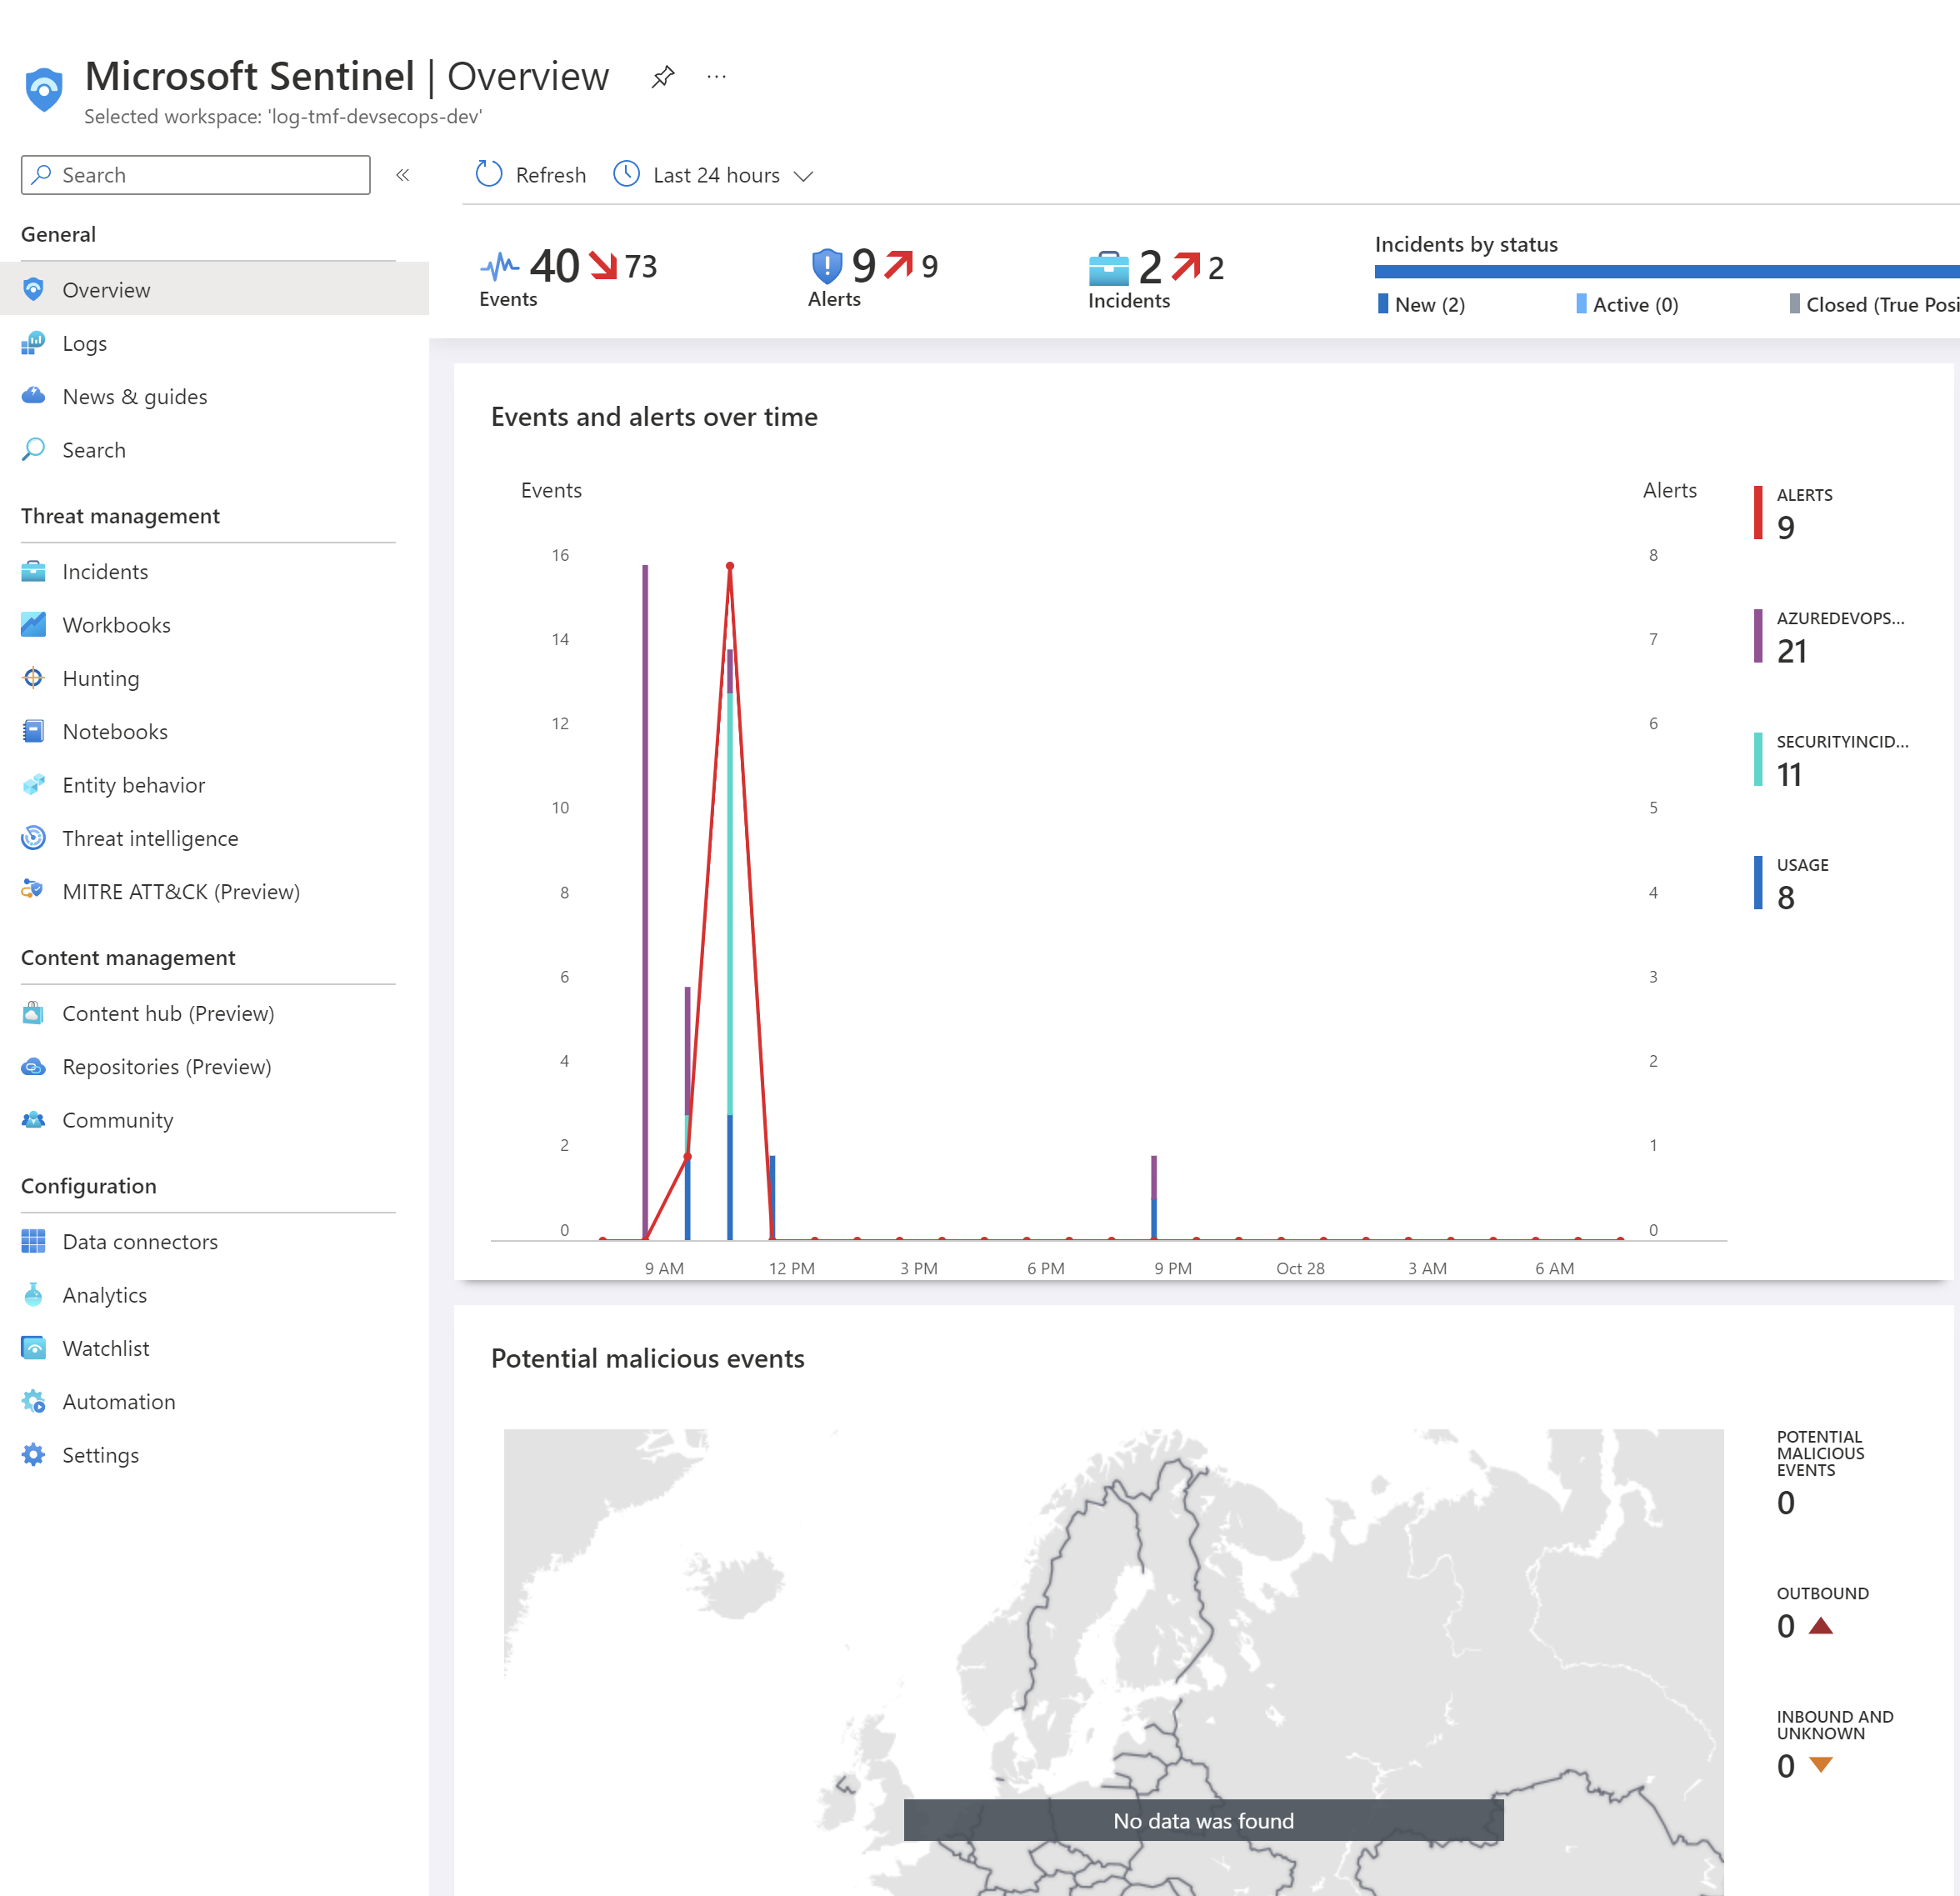 Microsoft Sentinel | Overview
Selected workspace: 'log-tmf-devsecops-dev'
Search
«
Refresh
Last 24 hours
General
Overview
Logs
News & guides
Search
Threat management
Incidents
Workbooks
Hunting
Notebooks
Entity behavior
Threat intelligence
MITRE ATT&CK (Preview)
Content management
Content hub (Preview)
Repositories (Preview)
Community
Configuration
Data connectors
Analytics
Watchlist
Automation
Settings
40 73
Events
9 9
Alerts
2 2
Incidents
Incidents by status
New (2)
Active (0)
Closed (True Posi
Events and alerts over time
Events
Alerts
16
14
12
10
8
6
4
2
0
8
7
6
5
4
3
2
1
0
9 AM
12 PM
3 PM
6 PM
9 PM
Oct 28
3 AM
6 AM
ALERTS
9
AZUREDEVOPS...
21
SECURITYINCID...
11
USAGE
8
Potential malicious events
No data was found
POTENTIAL
MALICIOUS
EVENTS
0
OUTBOUND
0
INBOUND AND
UNKNOWN
0